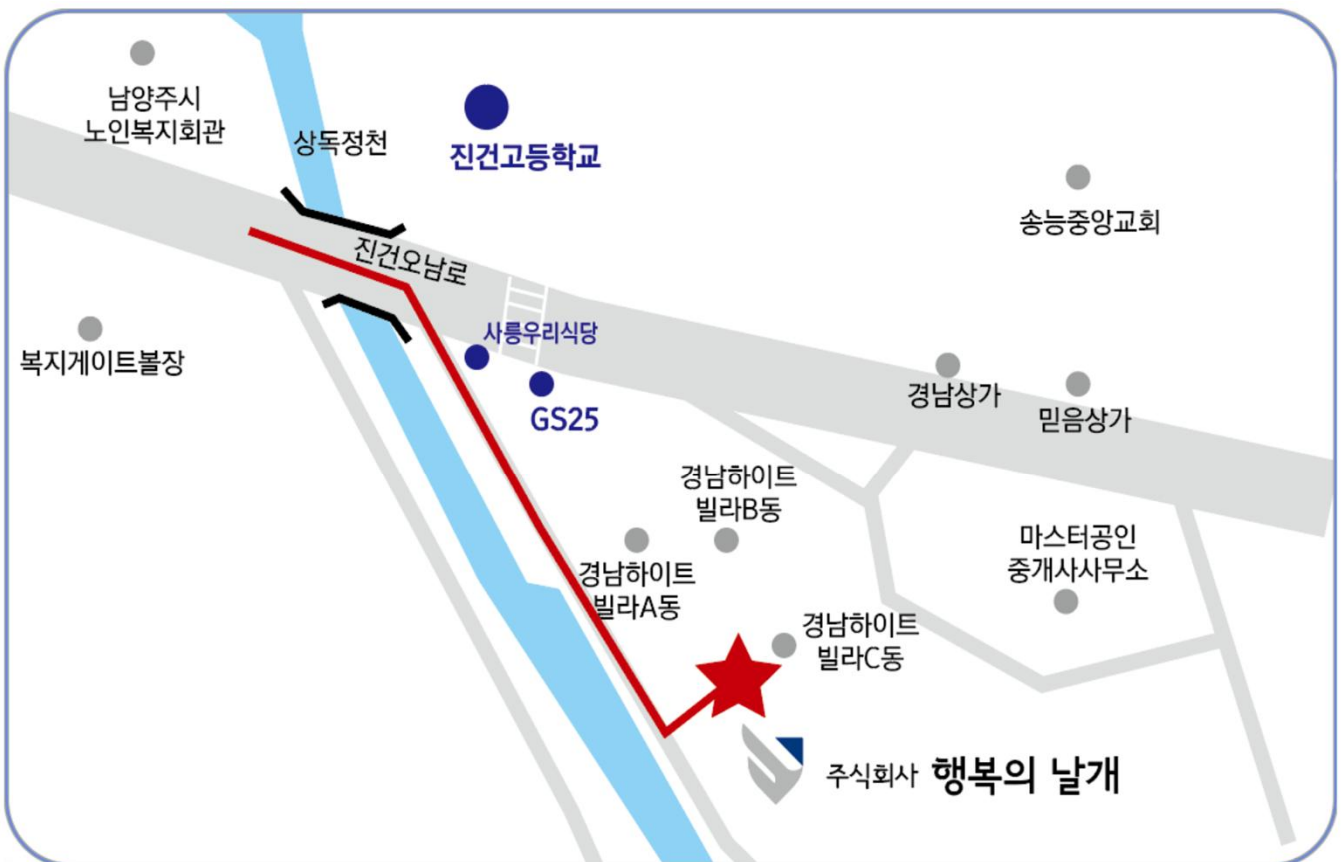 남양주시
노인복지회관
상독정천
진건고등학교
송능중앙교회
진건오남로
사릉우리식당
복지게이트볼장
GS25
경남상가
믿음상가
경남하이트
빌라B동
마스터공인
중개사사무소
경남하이트
빌라A동
경남하이트
빌라C동
주식회사 행복의 날개